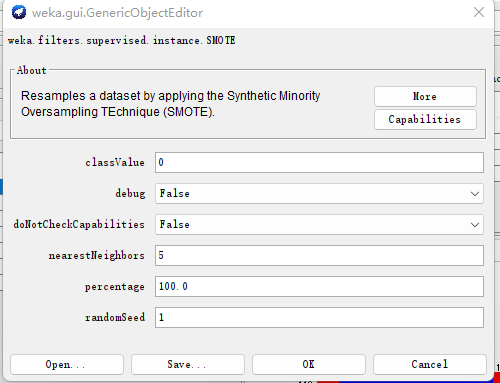 weka.gui.GenericObjectEditor
weka.filters.supervised.instance.SMOTE
About
Resamples a dataset by applying the Synthetic Minority
Oversampling TEchnique (SMOTE).
More
Capabilities
classValue 0
debug False
doNotCheckCapabilities False
nearestNeighbors 5
percentage 100.0
randomSeed 1
Open... Save... OK Cancel